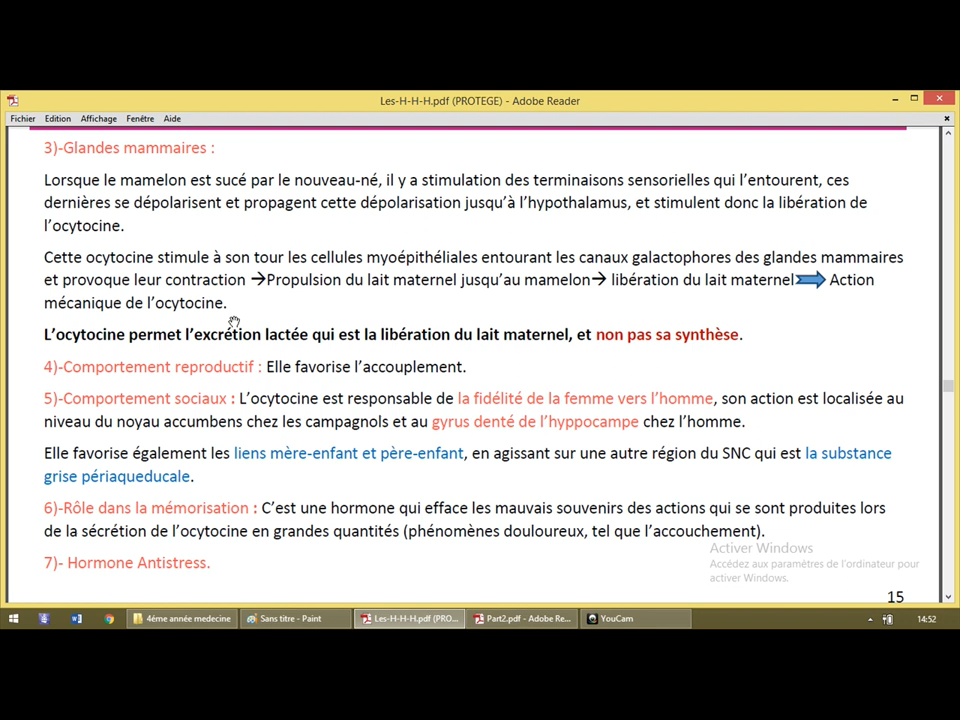 Les-H-H-H.pdf (PROTEGE) - Adobe Reader
Fichier Edition Affichage Fenêtre Aide
3)-Glandes mammaires :
Lorsque le mamelon est sucé par le nouveau-né, il y a stimulation des terminaisons sensorielles qui l'entourent, ces
dernières se dépolarisent et propagent cette dépolarisation jusqu'à l'hypothalamus, et stimulent donc la libération de
l'ocytocine.
Cette ocytocine stimule à son tour les cellules myoépithéliales entourant les canaux galactophores des glandes mammaires
et provoque leur contraction →Propulsion du lait maternel jusqu'au mamelon→ libération du lait maternel Action
mécanique de l'ocytocine.
L'ocytocine permet l'excrétion lactée qui est la libération du lait maternel, et non pas sa synthèse.
4)-Comportement reproductif : Elle favorise l'accouplement.
5)-Comportement sociaux : L'ocytocine est responsable de la fidélité de la femme vers l'homme, son action est localisée au
niveau du noyau accumbens chez les campagnols et au gyrus denté de l'hyppocampe chez l'homme.
Elle favorise également les liens mère-enfant et père-enfant, en agissant sur une autre région du SNC qui est la substance
grise périaqueducale.
6)-Rôle dans la mémorisation : C'est une hormone qui efface les mauvais souvenirs des actions qui se sont produites lors
de la sécrétion de l'ocytocine en grandes quantités (phénomènes douloureux, tel que l'accouchement).
7)- Hormone Antistress.
Activer Windows
Accédez aux paramètres de l'ordinateur pour
activer Windows.
15
4éme année medecine Sans titre - Paint Les-H-H-H.pdf (PRO... Part2.pdf - Adobe Re... YouCam 14:52